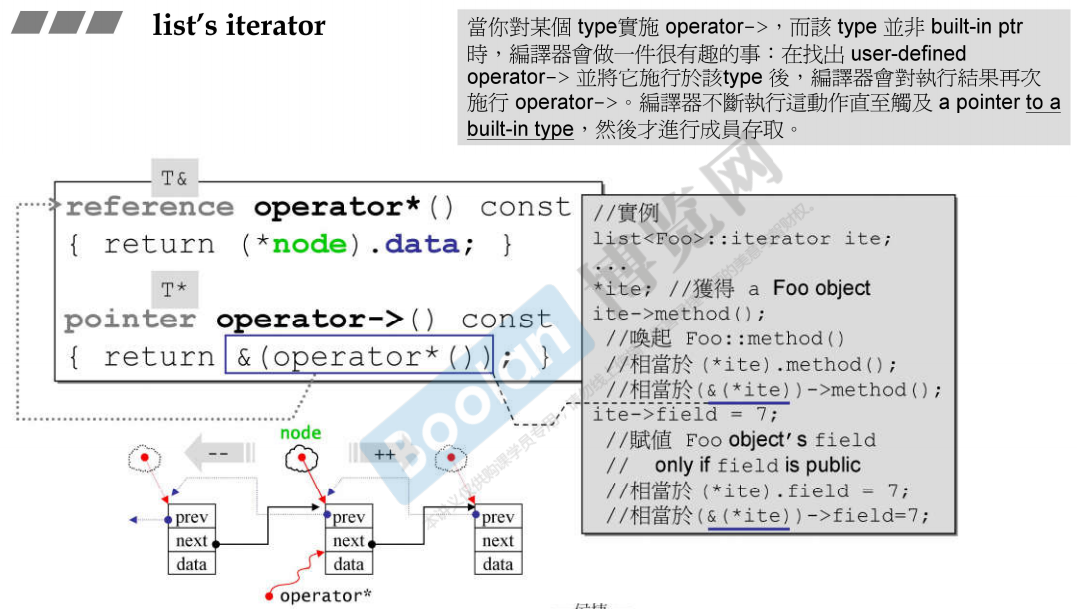 list's iterator
當你對某個 type實施 operator->，而該 type 並非 built-in ptr
時，編譯器會做一件很有趣的事：在找出 user-defined
operator-> 並將它施行於該type 後，編譯器會對執行結果再次
施行 operator->。編譯器不斷執行這動作直至觸及 a pointer to a
built-in type，然後才進行成員存取。
T&
reference operator*() const
{ return (*node).data; }
T*
pointer operator->() const
{ return &(operator*()); }
//實例
list<Foo>::iterator ite;
...
*ite; //獲得 a Foo object
ite->method();
//喚起 Foo::method()
//相當於 (*ite).method();
//相當於(&(*ite))->method();
ite->field = 7;
//賦值 Foo object's field
// only if field is public
//相當於 (*ite).field = 7;
//相當於(&(*ite))->field=7;
Boolan
博览网
node
--
++
prev
next
data
prev
next
data
prev
next
data
operator*